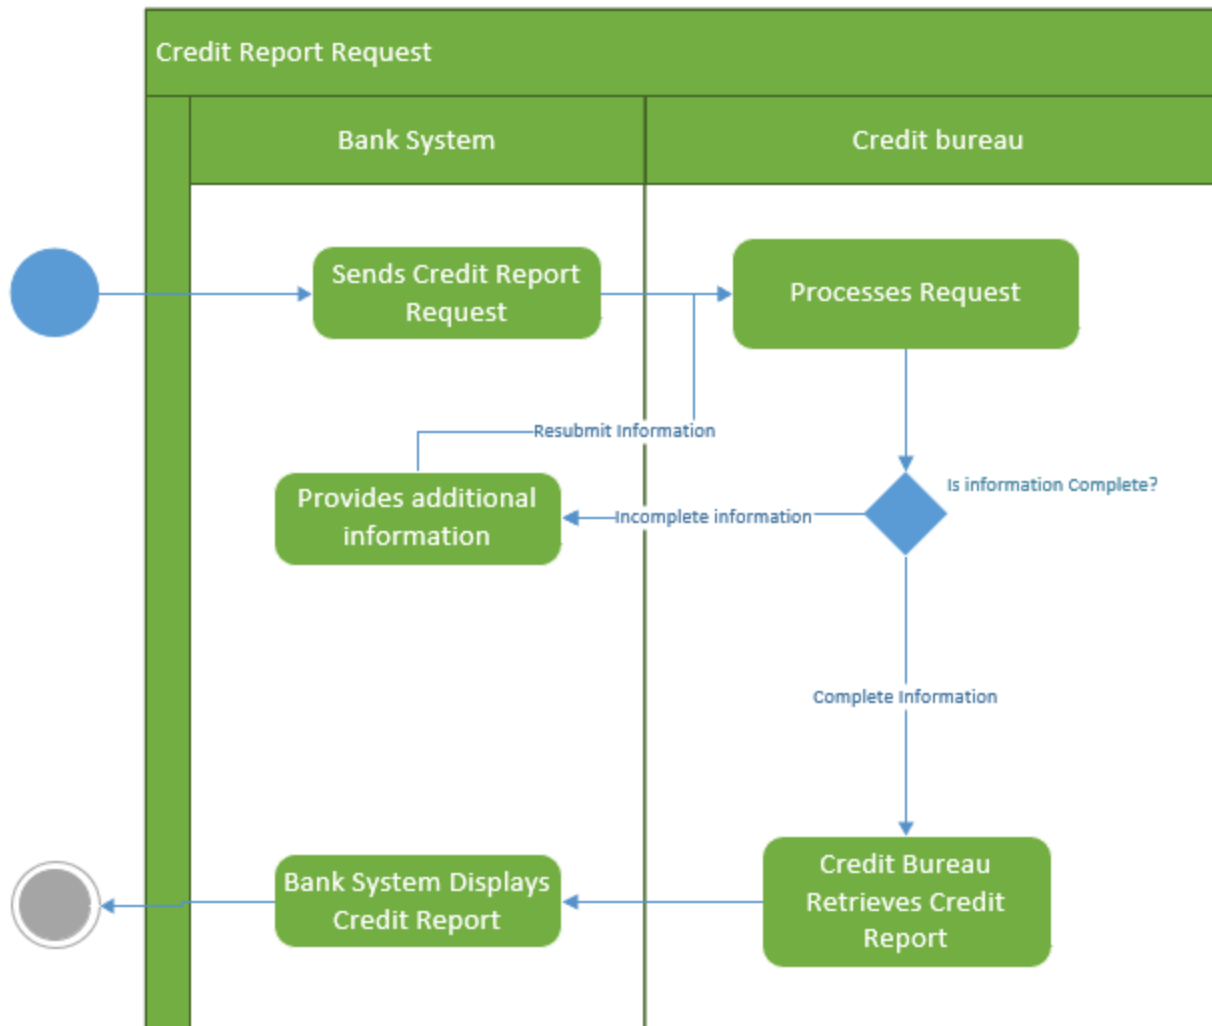 Credit Report Request
Bank System
Credit bureau
Sends Credit Report
Request
Processes Request
Resubmit Information
Provides additional
information
Incomplete information
Is information Complete?
Complete Information
Bank System Displays
Credit Report
Credit Bureau
Retrieves Credit
Report